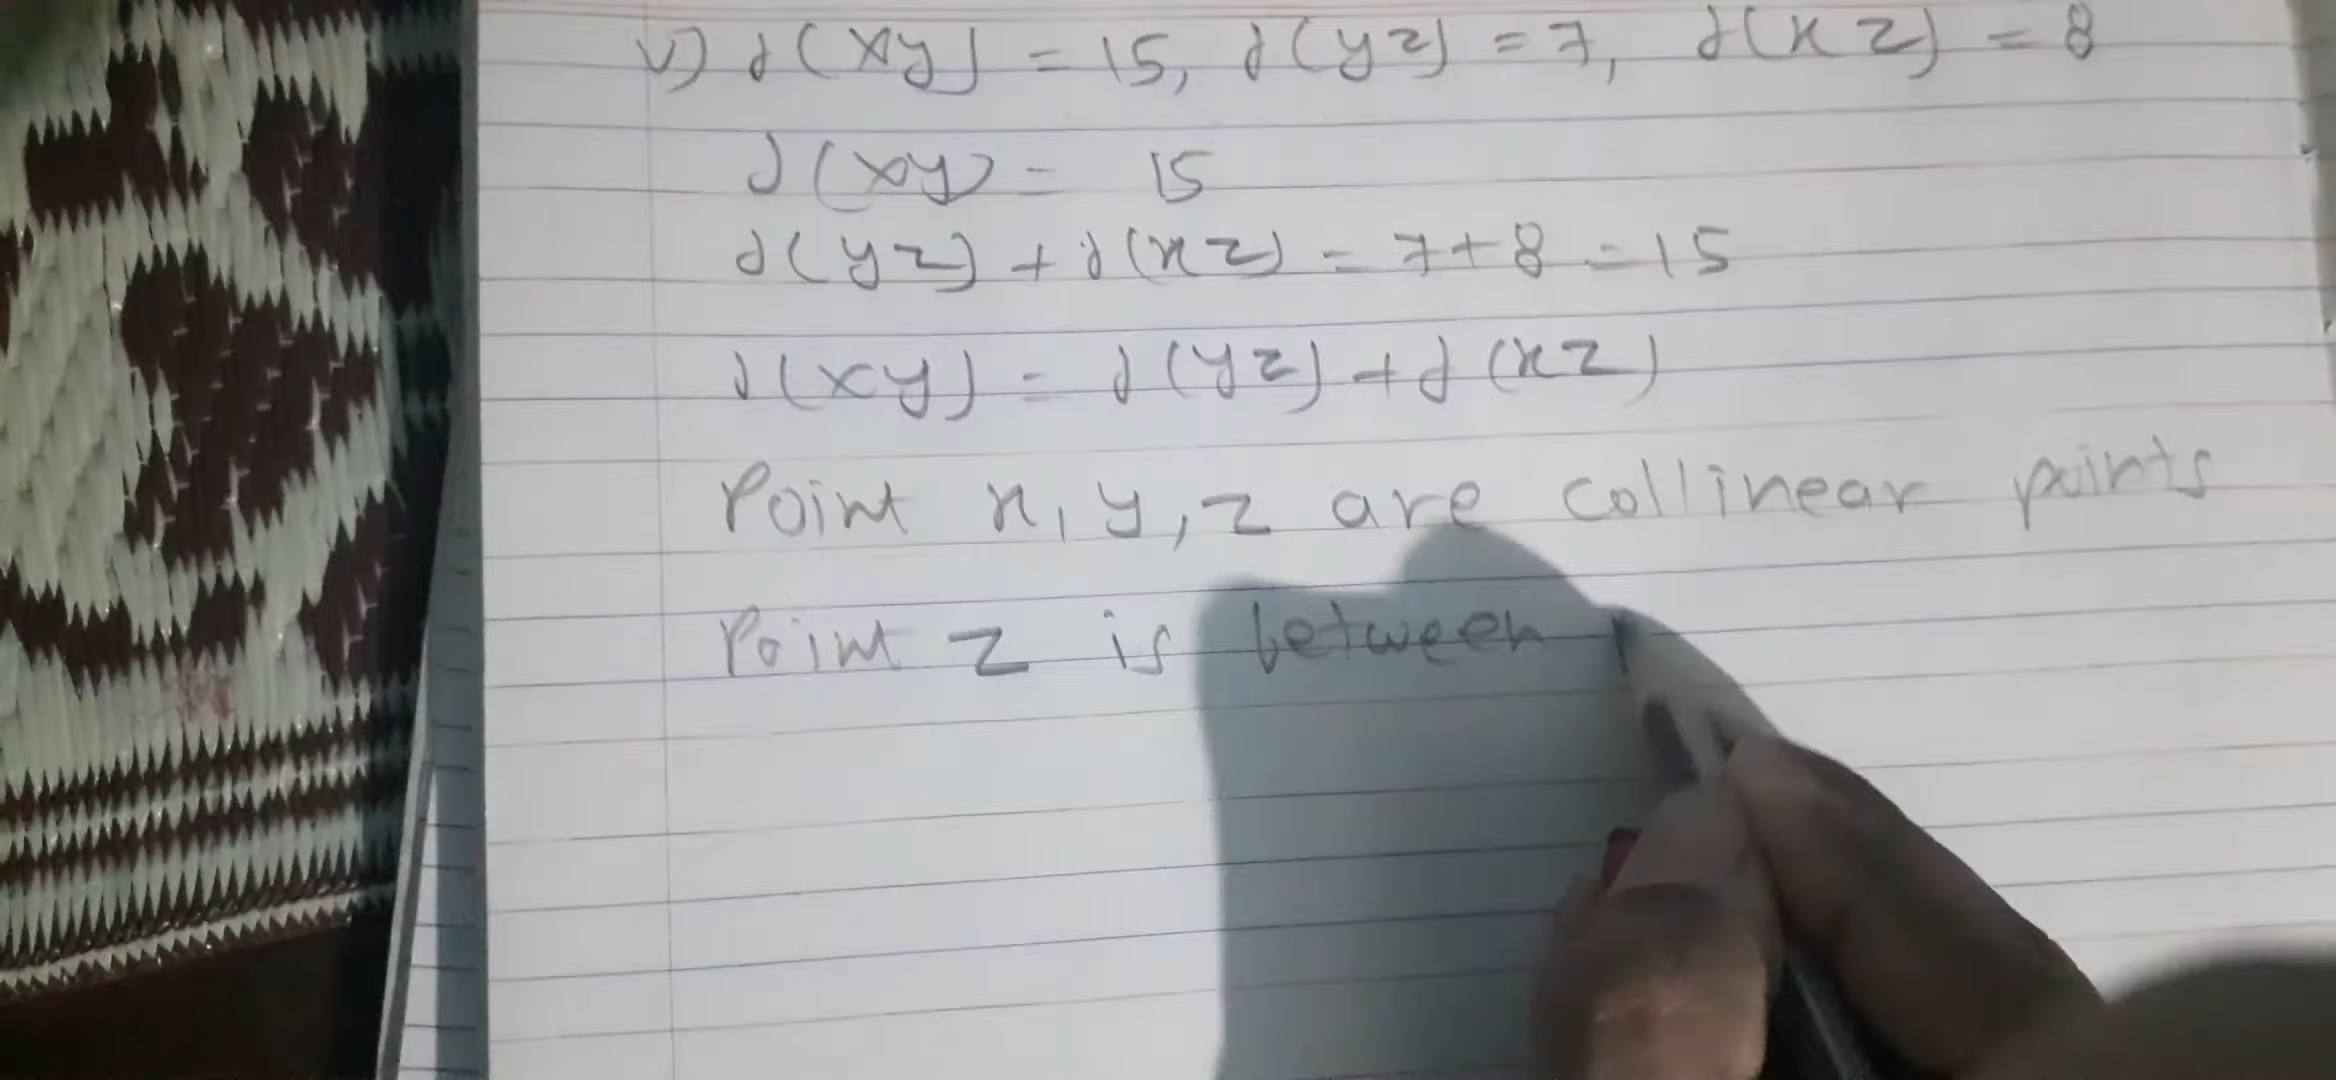 v) d(xy) = 15, d(yz) = 7, d(xz) = 8
d(xy) = 15
d(yz) + d(xz) = 7+8 = 15
d(xy) = d(yz) + d(xz)
Point x, y, z are collinear points
Point z is between